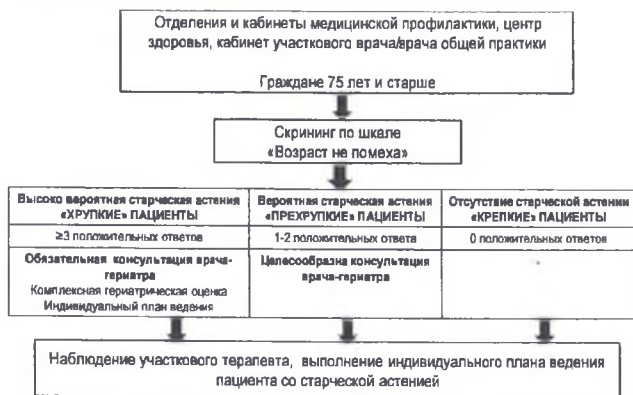 Отделения и кабинеты медицинской профилактики, центр
здоровья, кабинет участкового врача/врача общей практики
Граждане 75 лет и старше
Скрининг по шкале
«Возраст не помеха»
Высоко вероятная старческая астения
«ХРУПКИЕ» ПАЦИЕНТЫ
Вероятная старческая астения
«ПРЕХРУПКИЕ» ПАЦИЕНТЫ
Отсутствие старческой астении
«КРЕПКИЕ» ПАЦИЕНТЫ
≥3 положительных ответов
1-2 положительных ответа
0 положительных ответов
Обязательная консультация врача-
гериатра
Комплексная гериатрическая оценка
Индивидуальный план ведения
Целесообразна консультация
врача-гериатра
Наблюдение участкового терапевта, выполнение индивидуального плана ведения
пациента со старческой астенией